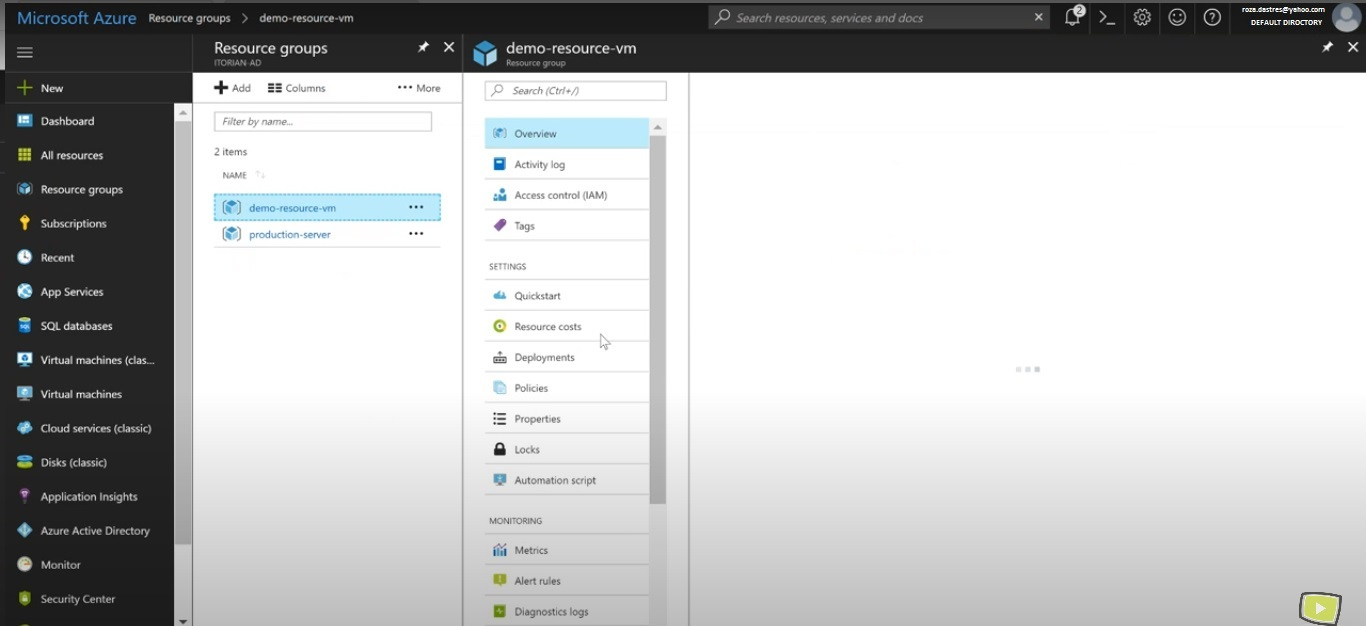 Microsoft Azure Resource groups > demo-resource-vm
Search resources, services and docs
2
roza.dastres@yahoo.com
DEFAULT DIROCTORY
Resource groups
ITORIAN-AD
demo-resource-vm
Resource group
New
Dashboard
All resources
Resource groups
Subscriptions
Recent
App Services
SQL databases
Virtual machines (clas...
Virtual machines
Cloud services (classic)
Disks (classic)
Application Insights
Azure Active Directory
Monitor
Security Center
Add Columns ••• More
Filter by name...
2 items
NAME
demo-resource-vm •••
production-server •••
Search (Ctrl+/)
Overview
Activity log
Access control (IAM)
Tags
SETTINGS
Quickstart
Resource costs
Deployments
Policies
Properties
Locks
Automation script
MONITORING
Metrics
Alert rules
Diagnostics logs